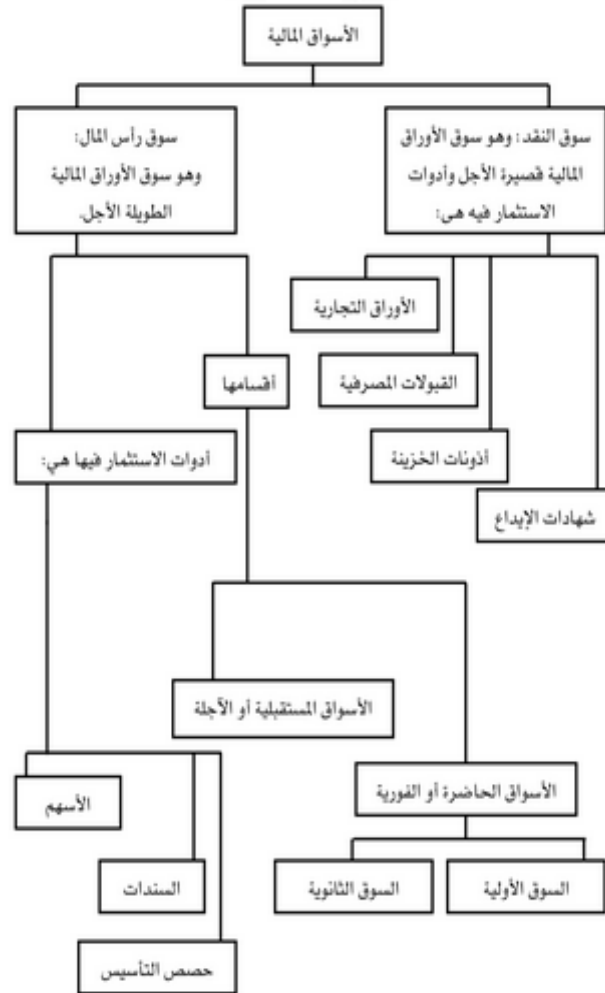 الأسواق المالية
سوق النقد: وهو سوق الأوراق
المالية قصيرة الأجل وأدوات
الاستثمار فيه هي:
سوق رأس المال:
وهو سوق الأوراق المالية
الطويلة الأجل.
الأوراق التجارية
القبولات المصرفية
أذونات الخزينة
شهادات الإيداع
أقسامها
أدوات الاستثمار فيها هي:
الأسواق المستقبلية أو الآجلة
الأسواق الحاضرة أو الفورية
السوق الأولية
السوق الثانوية
الأسهم
السندات
حصص التأسيس